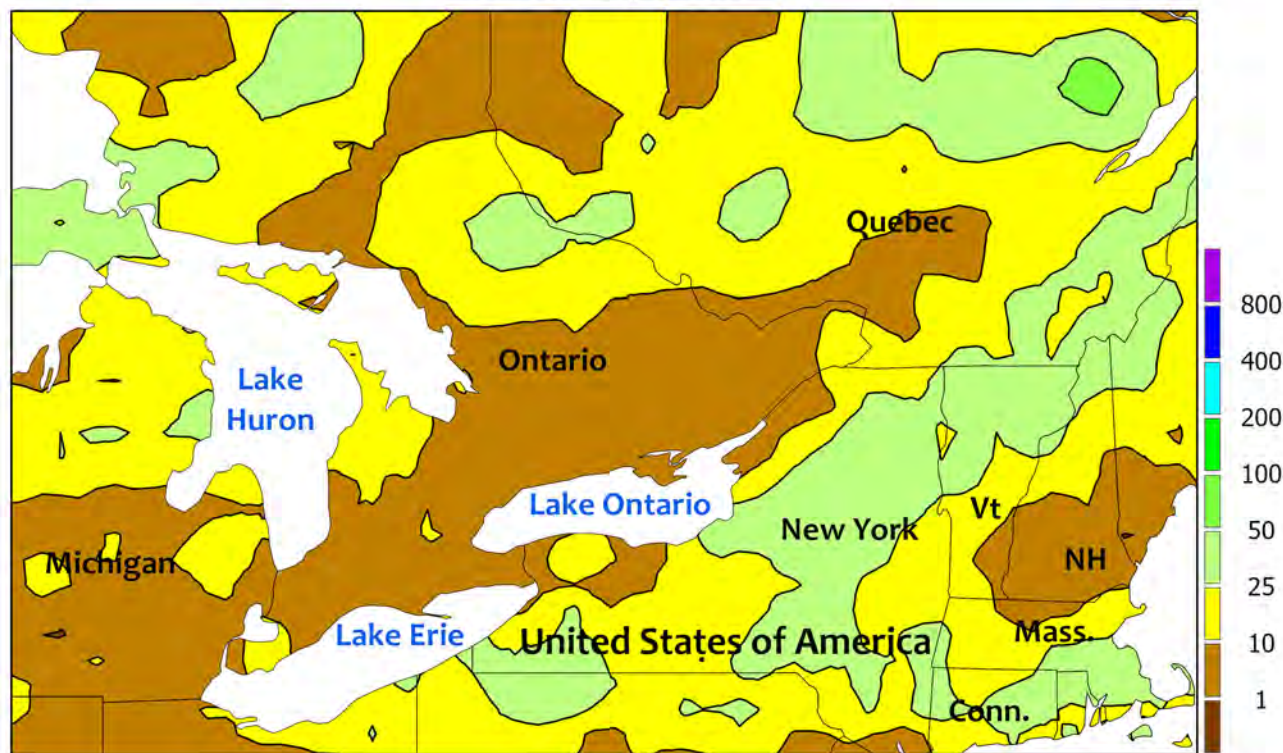 Quebec
Ontario
Lake
Huron
Lake Ontario
New York
Vt
Michigan
NH
Lake Erie
United States of America
Mass.
Conn.
800
400
200
100
50
25
10
1